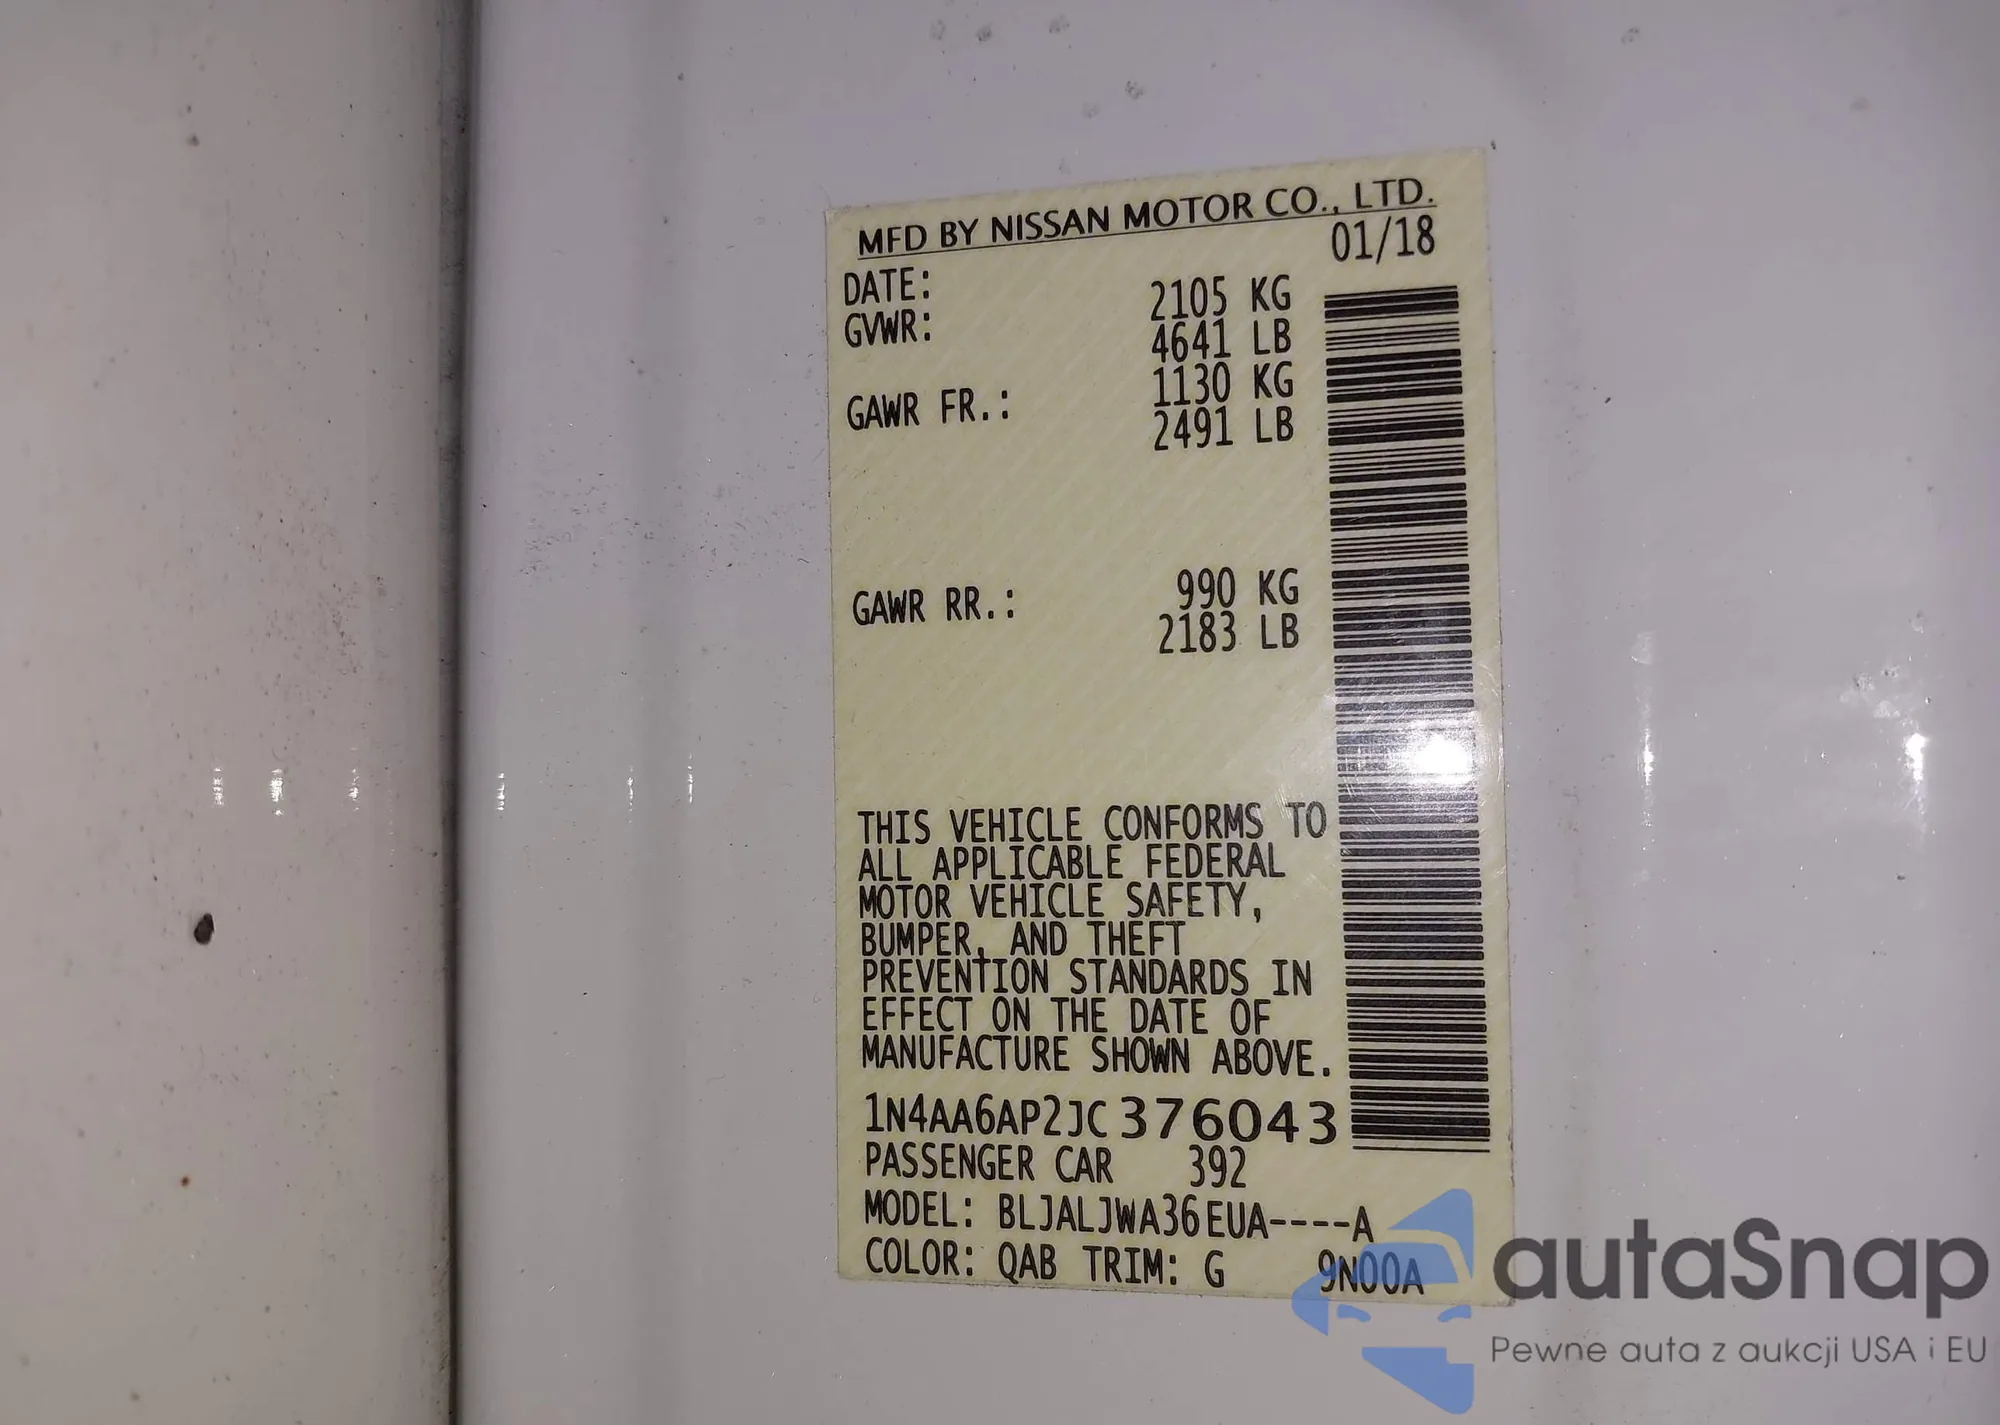 MFD BY NISSAN MOTOR CO., LTD.
DATE: 01/18
GVWR: 2105 KG
4641 LB
GAWR FR.: 1130 KG
2491 LB
GAWR RR.: 990 KG
2183 LB
THIS VEHICLE CONFORMS TO
ALL APPLICABLE FEDERAL
MOTOR VEHICLE SAFETY,
BUMPER, AND THEFT
PREVENTION STANDARDS IN
EFFECT ON THE DATE OF
MANUFACTURE SHOWN ABOVE.
1N4AA6AP2JC376043
PASSENGER CAR 392
MODEL: BLJALJWA36EUA----A
COLOR: QAB TRIM: G 9N00A
autaSnap
Pewne auta z aukcji USA i EU